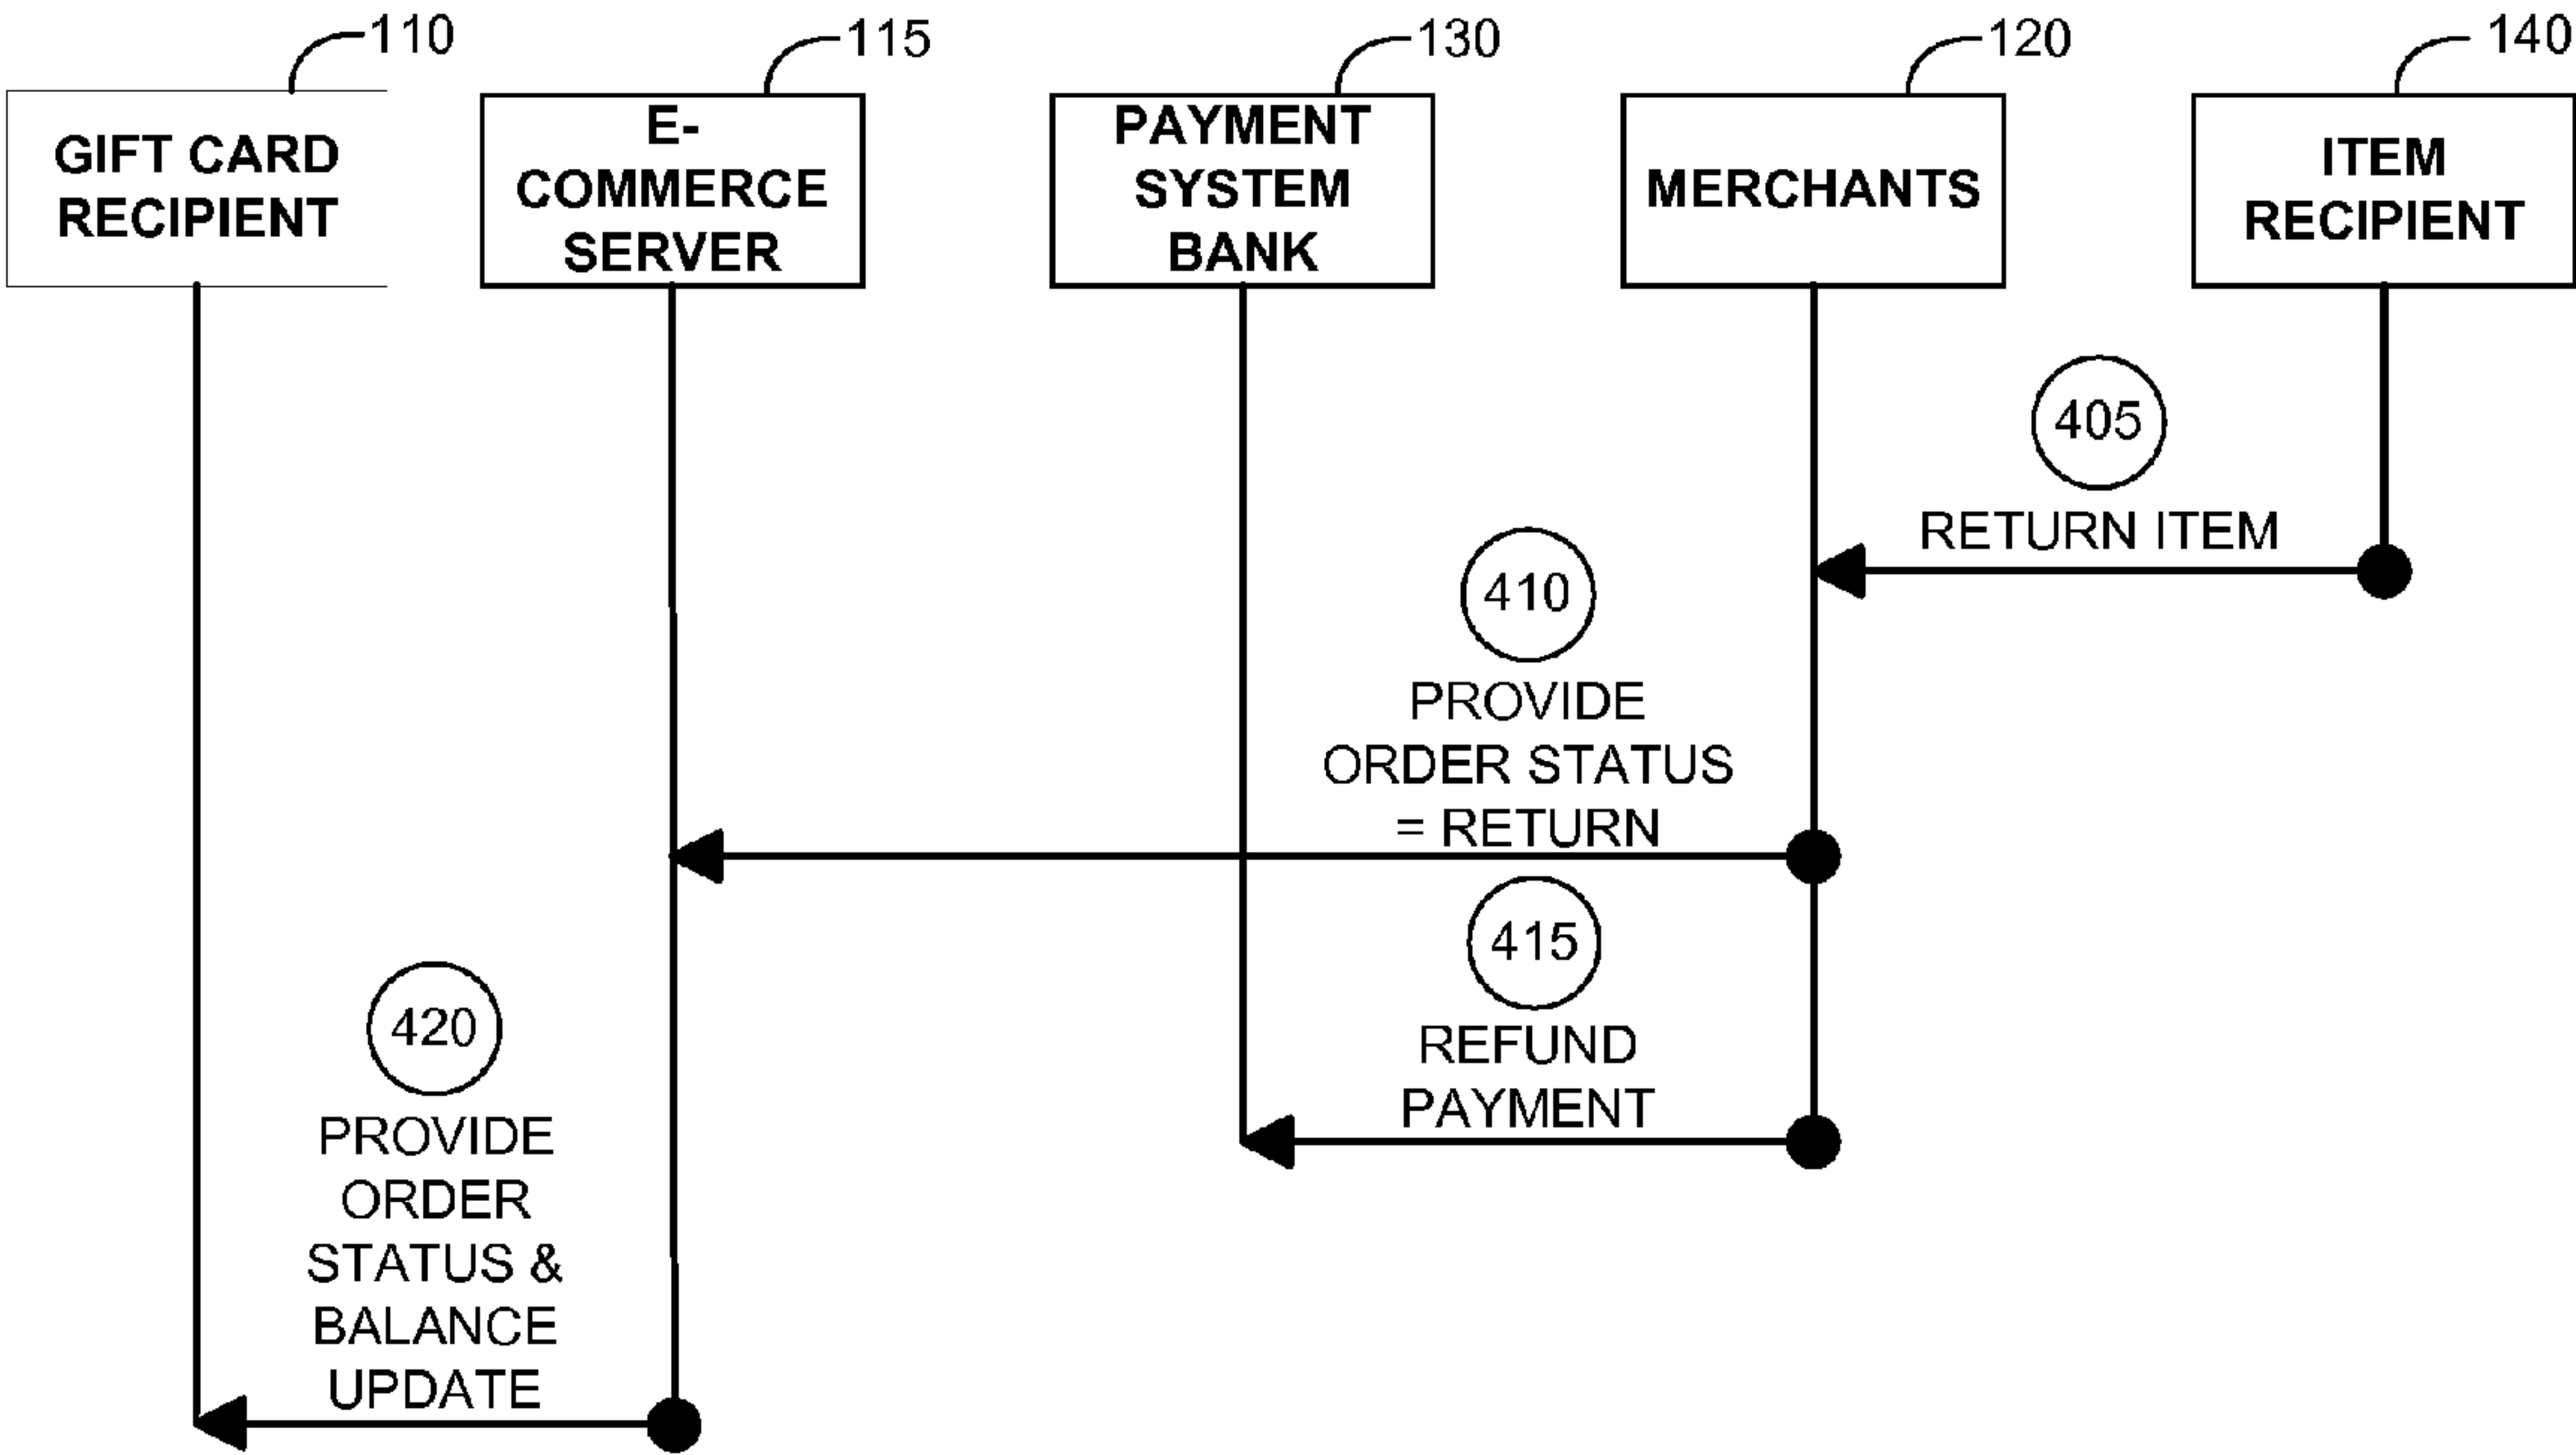 110
115
130
120
140
GIFT CARD
RECIPIENT
E-
COMMERCE
SERVER
PAYMENT
SYSTEM
BANK
MERCHANTS
ITEM
RECIPIENT
405
RETURN ITEM
410
PROVIDE
ORDER STATUS
= RETURN
415
REFUND
PAYMENT
420
PROVIDE
ORDER
STATUS &
BALANCE
UPDATE